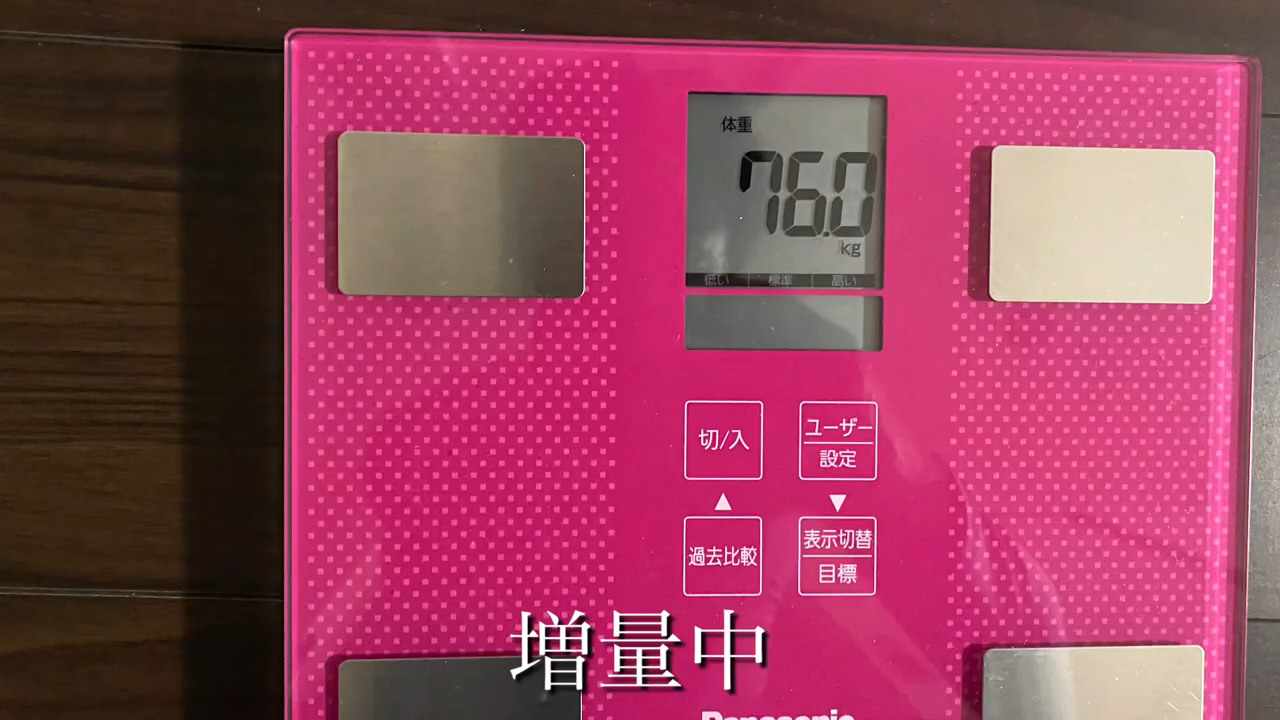 体重
76.0
kg
低い 標準 高い
切/入
ユーザー
設定
▲ ▼
過去比較
表示切替
目標
増量中
Panasonic